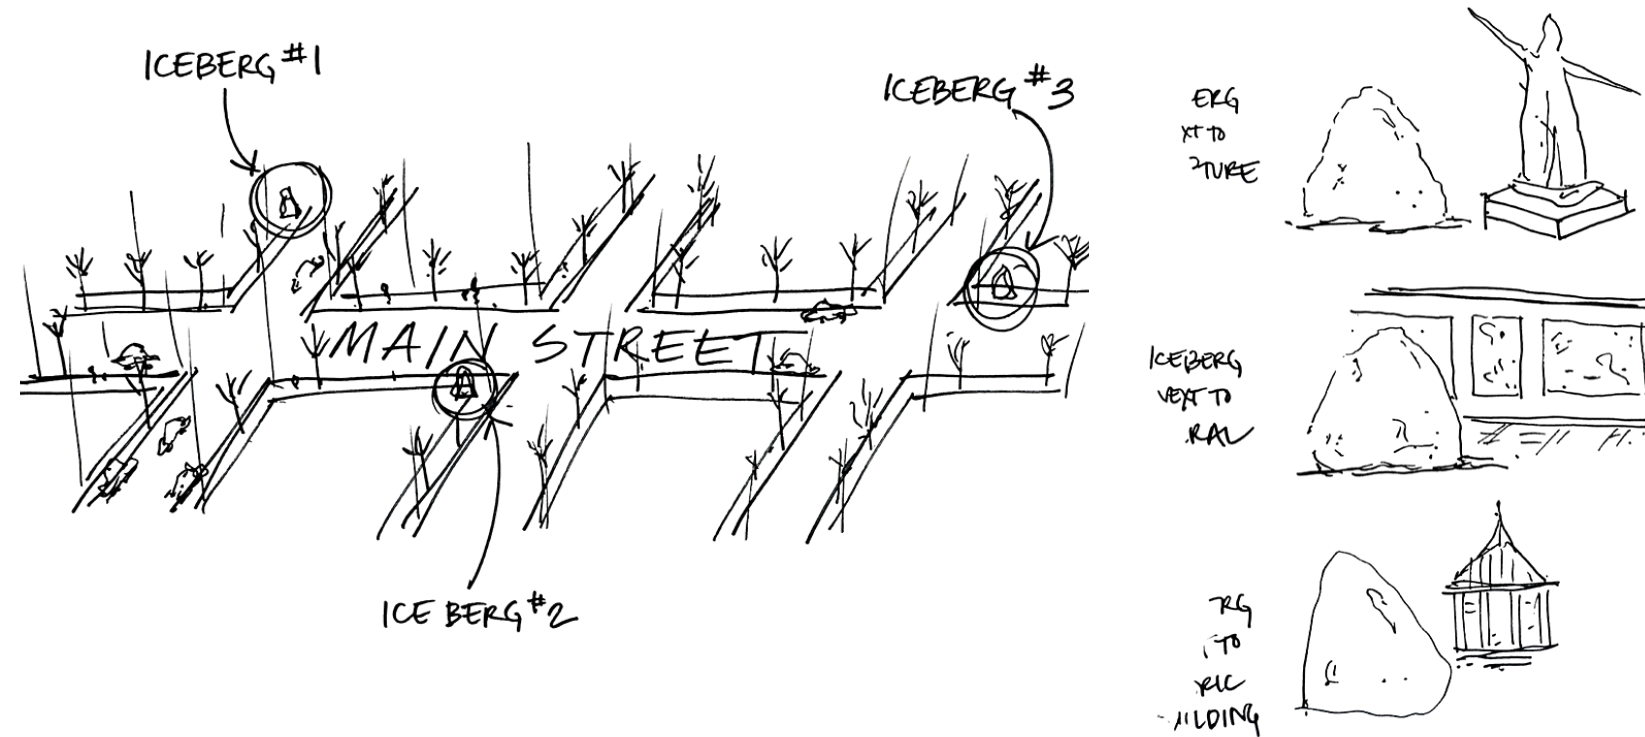 ICEBERG #1
ICEBERG #3
MAIN STREET
ICE BERG #2
ERG
XT TO
TURE
ICEBERG
NEXT TO
RAL
RG
TO
RIC
ILDING